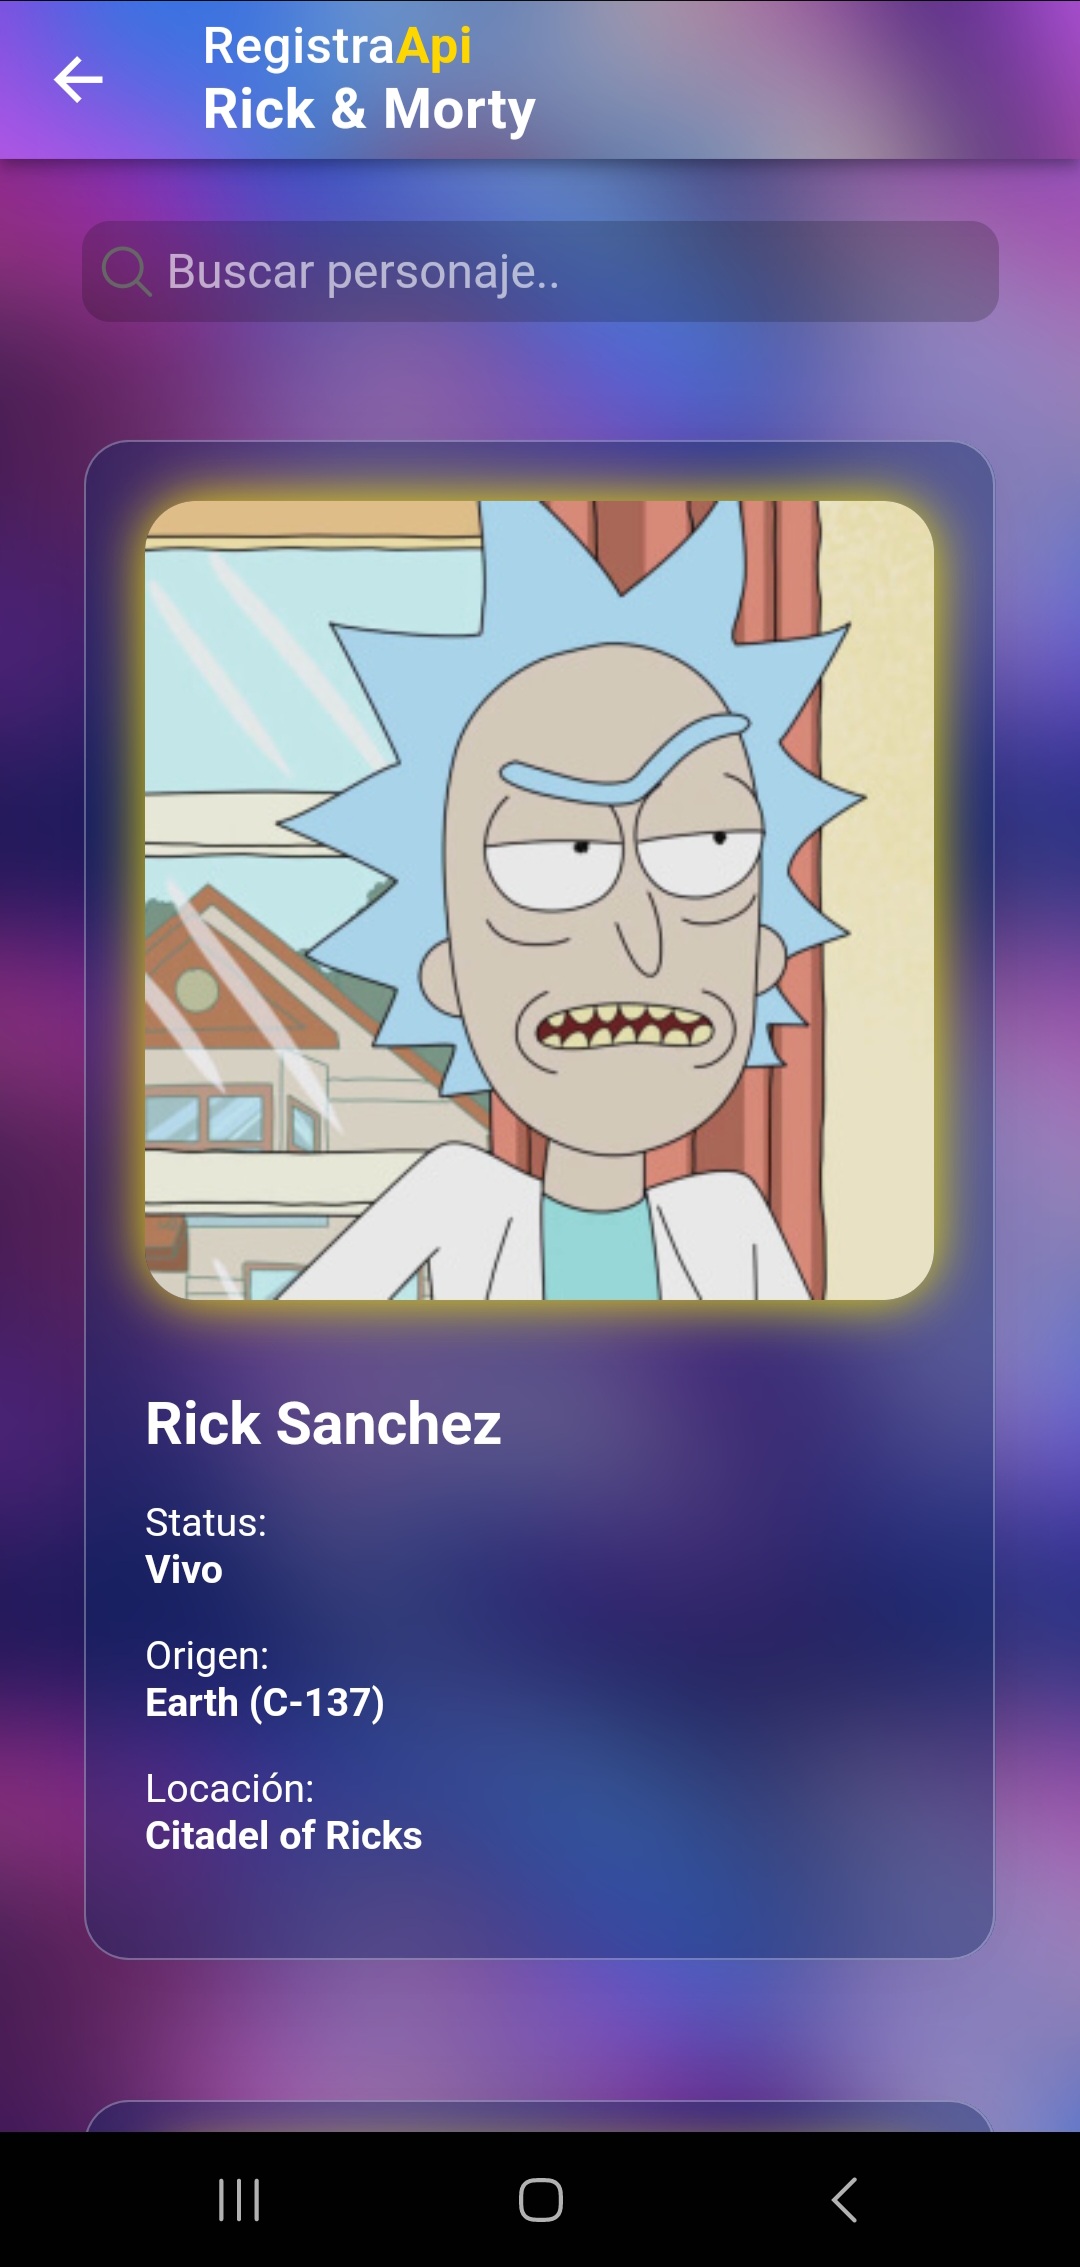 RegistraApi
Rick & Morty
Buscar personaje..
Rick Sanchez
Status:
Vivo
Origen:
Earth (C-137)
Locación:
Citadel of Ricks